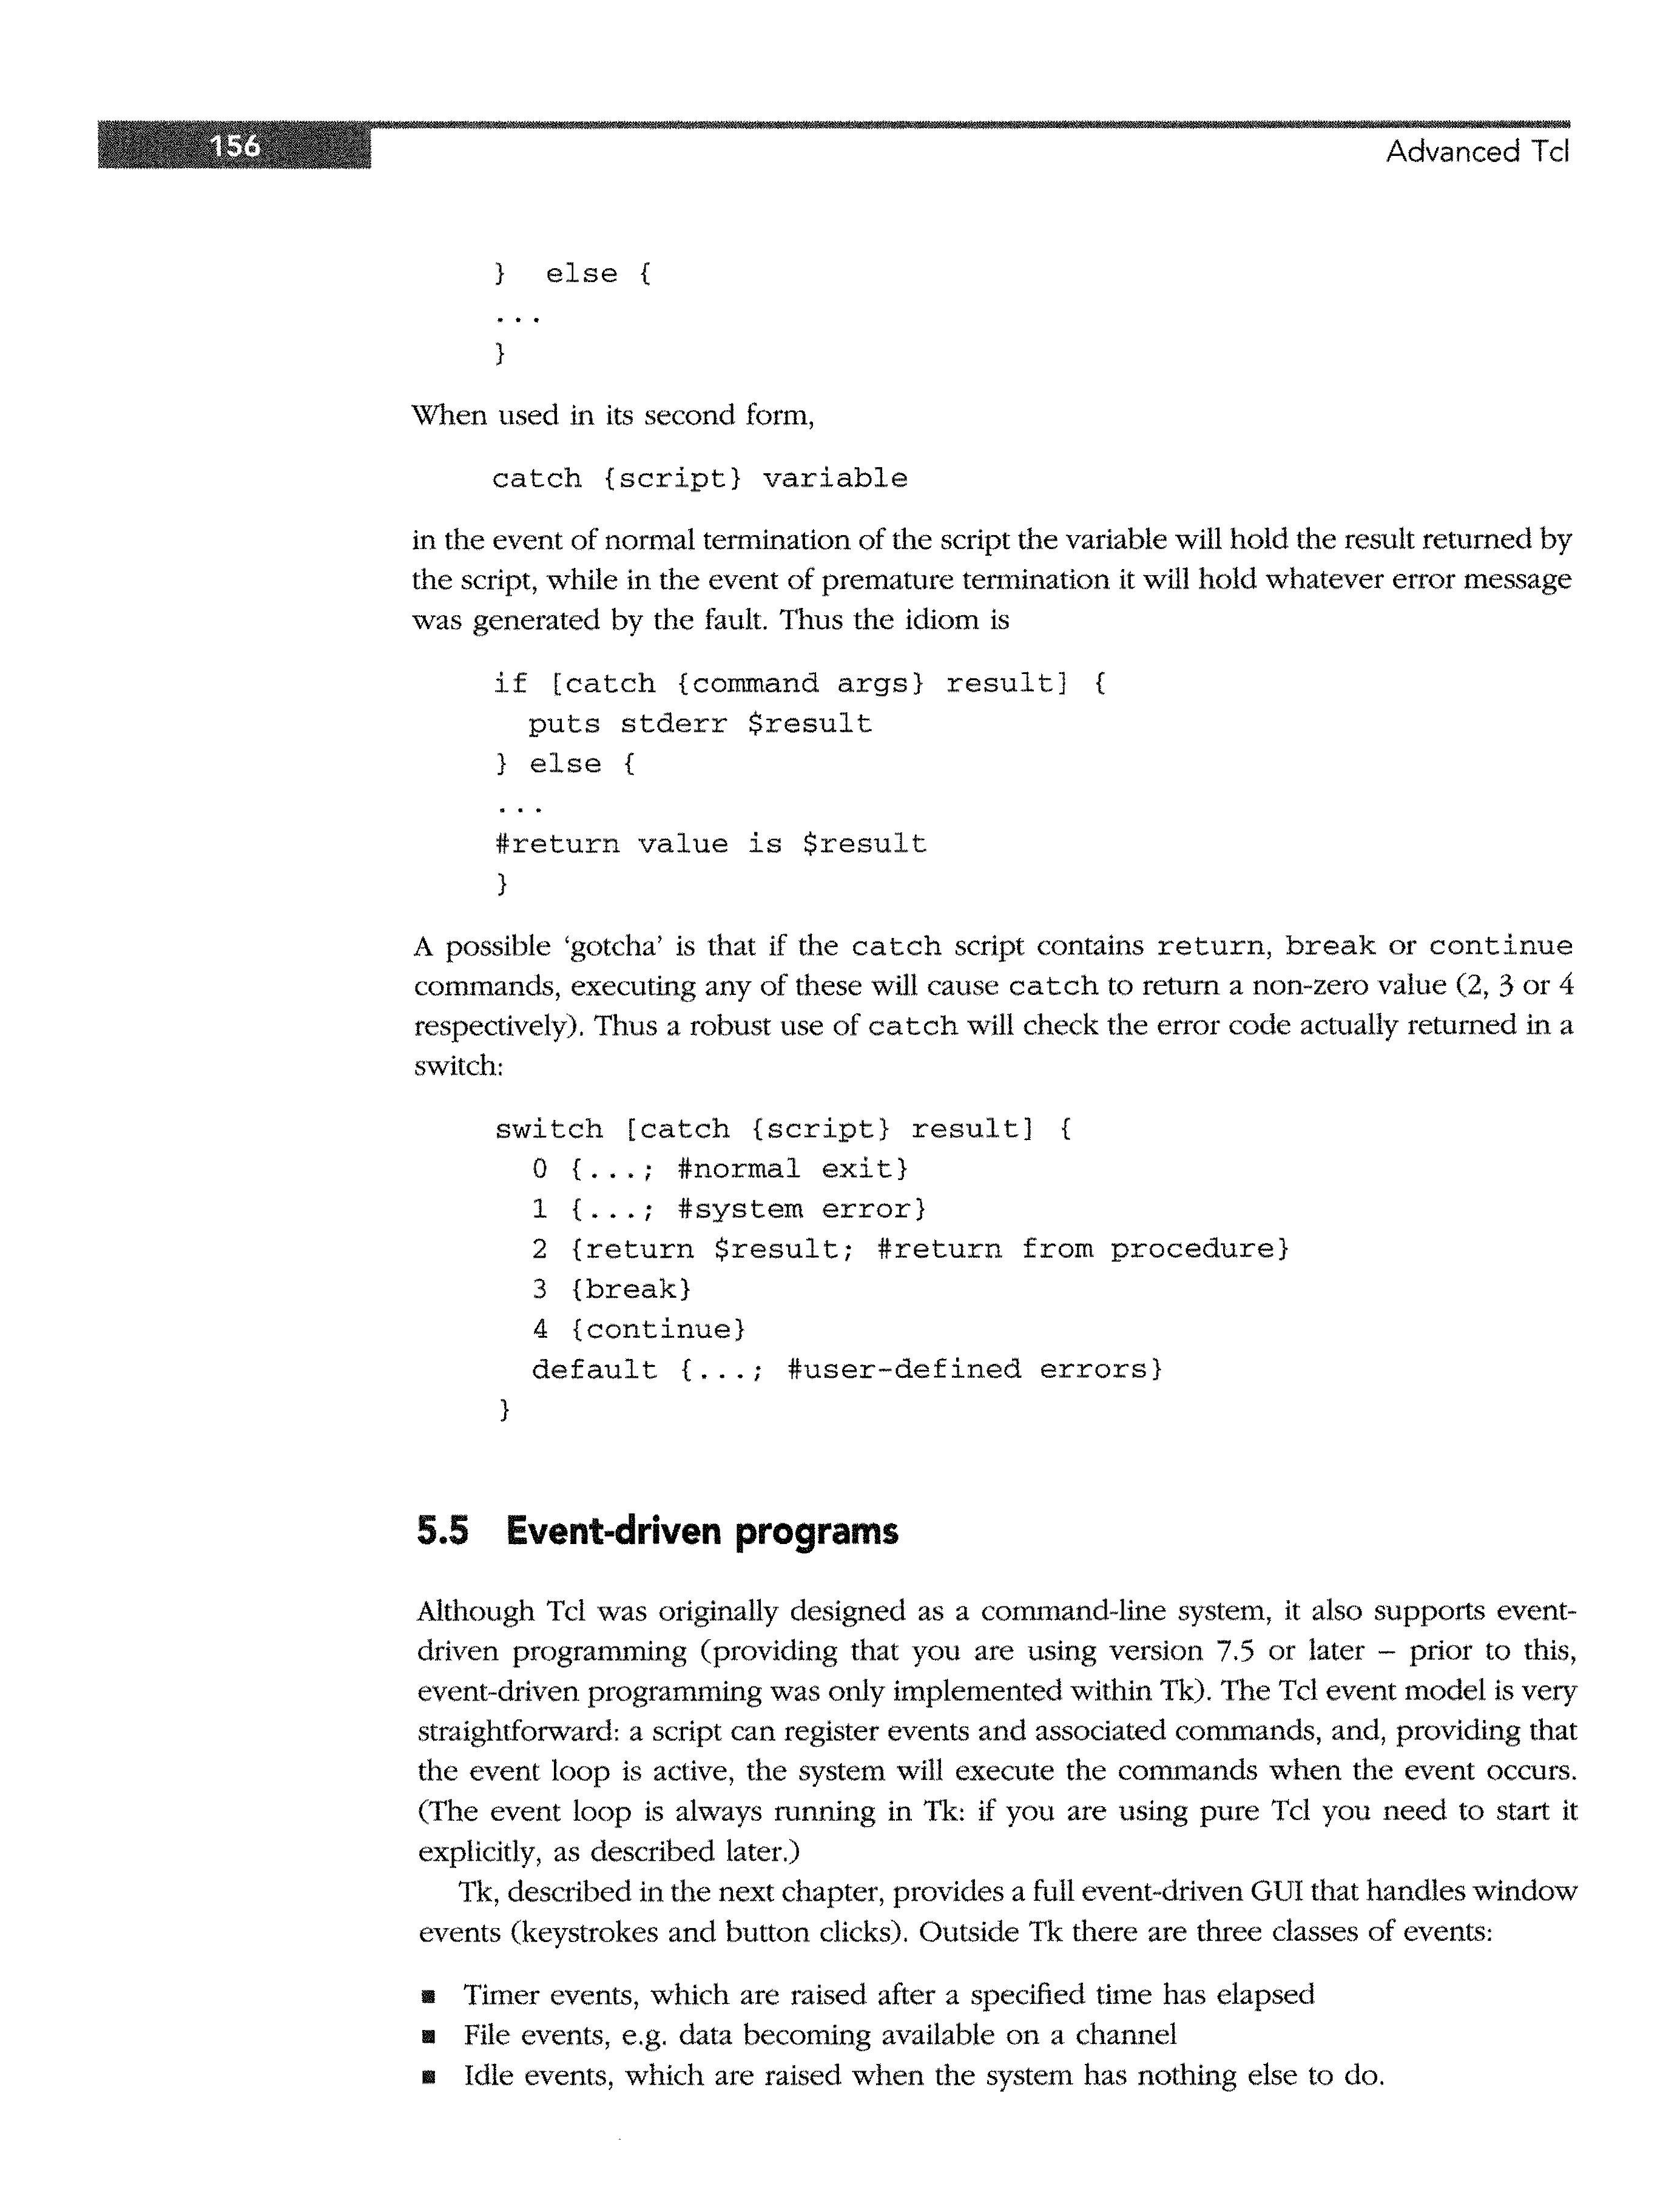 156
Advanced Tcl
} else {
...
}
When used in its second form,
catch {script} variable
in the event of normal termination of the script the variable will hold the result returned by
the script, while in the event of premature termination it will hold whatever error message
was generated by the fault. Thus the idiom is
if [catch {command args} result] {
puts stderr $result
} else {
...
#return value is $result
}
A possible ‘gotcha’ is that if the catch script contains return, break or continue
commands, executing any of these will cause catch to return a non-zero value (2, 3 or 4
respectively). Thus a robust use of catch will check the error code actually returned in a
switch:
switch [catch {script} result] {
0 {...; #normal exit}
1 {...; #system error}
2 {return $result; #return from procedure}
3 {break}
4 {continue}
default {...; #user-defined errors}
}
5.5 Event-driven programs
Although Tcl was originally designed as a command-line system, it also supports event-
driven programming (providing that you are using version 7.5 or later – prior to this,
event-driven programming was only implemented within Tk). The Tcl event model is very
straightforward: a script can register events and associated commands, and, providing that
the event loop is active, the system will execute the commands when the event occurs.
(The event loop is always running in Tk: if you are using pure Tcl you need to start it
explicitly, as described later.)
Tk, described in the next chapter, provides a full event-driven GUI that handles window
events (keystrokes and button clicks). Outside Tk there are three classes of events:
■ Timer events, which are raised after a specified time has elapsed
■ File events, e.g. data becoming available on a channel
■ Idle events, which are raised when the system has nothing else to do.